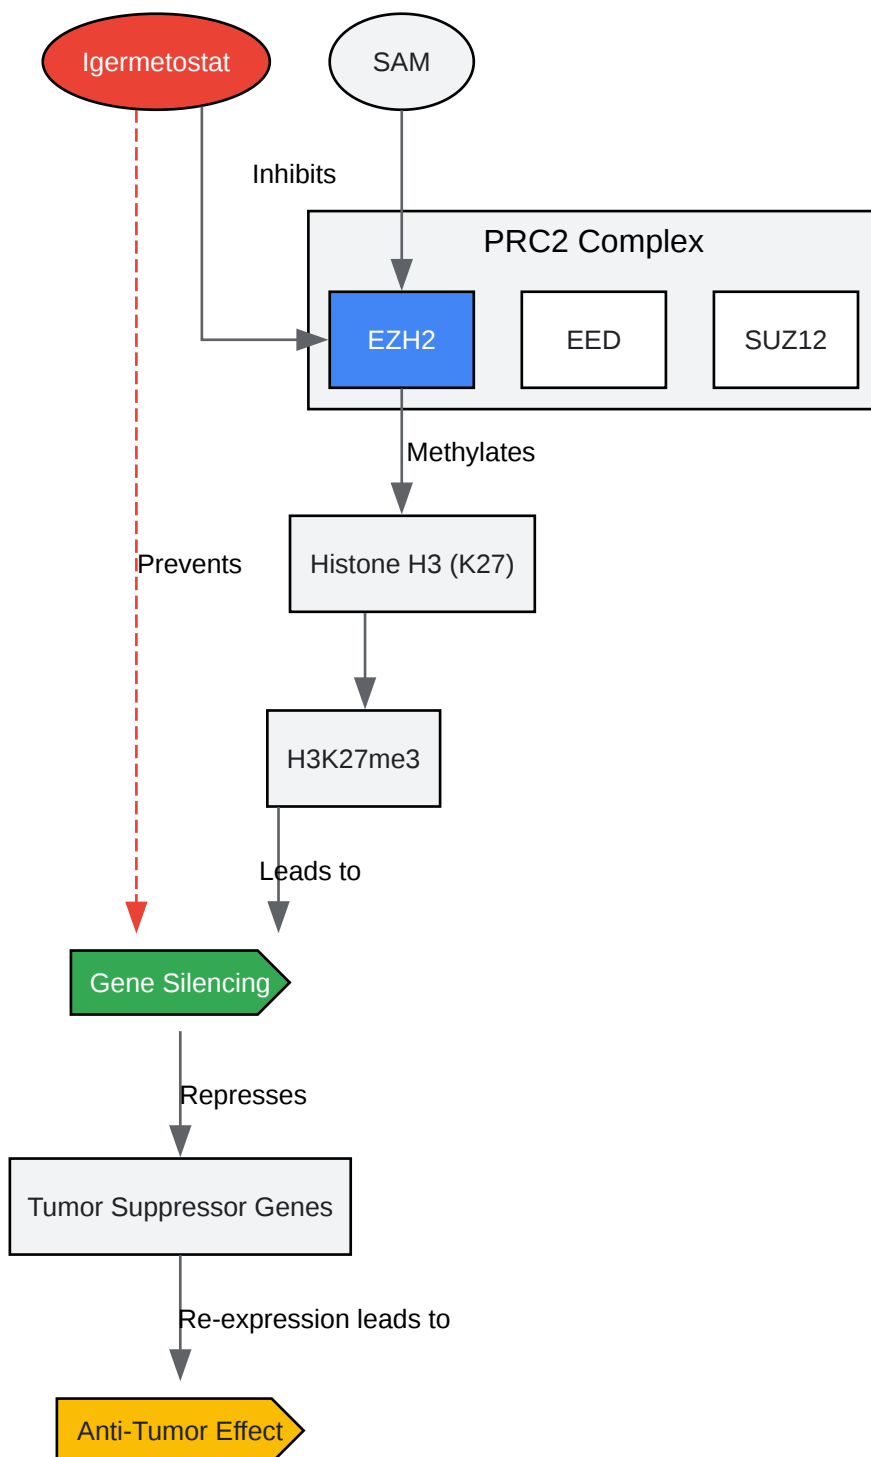 Igermetostat
SAM
Inhibits
PRC2 Complex
EZH2
EED
SUZ12
Methylates
Prevents
Histone H3 (K27)
H3K27me3
Leads to
Gene Silencing
Represses
Tumor Suppressor Genes
Re-expression leads to
Anti-Tumor Effect